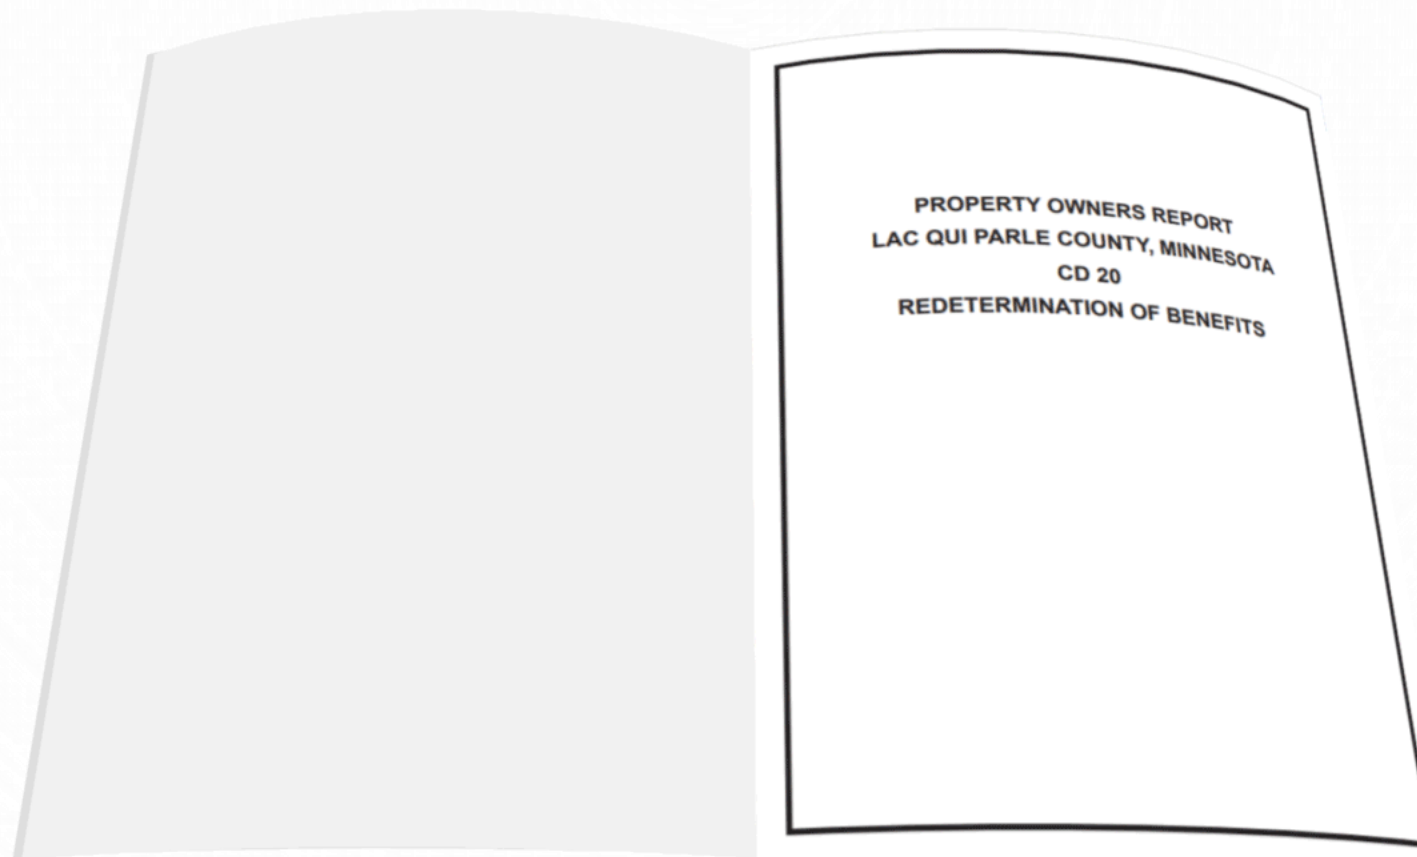 PROPERTY OWNERS REPORT
LAC QUI PARLE COUNTY, MINNESOTA
CD 20
REDETERMINATION OF BENEFITS